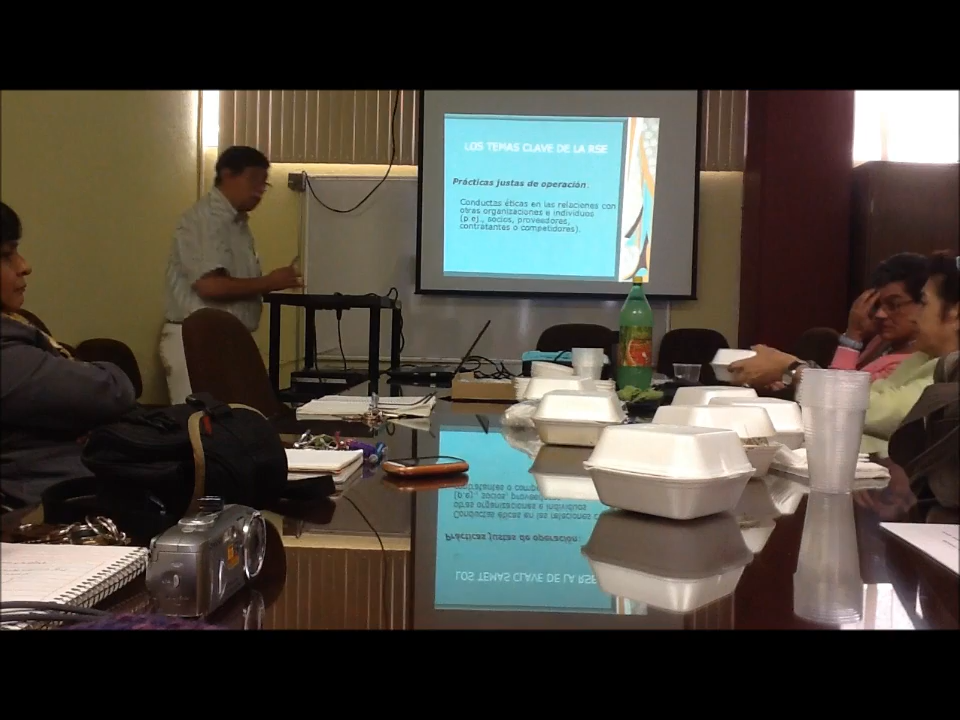 LOS TEMAS CLAVE DE LA RSE
Prácticas justas de operación.
Conductas éticas en las relaciones con
otras organizaciones e individuos
(p.ej., socios, proveedores,
contratantes o competidores).